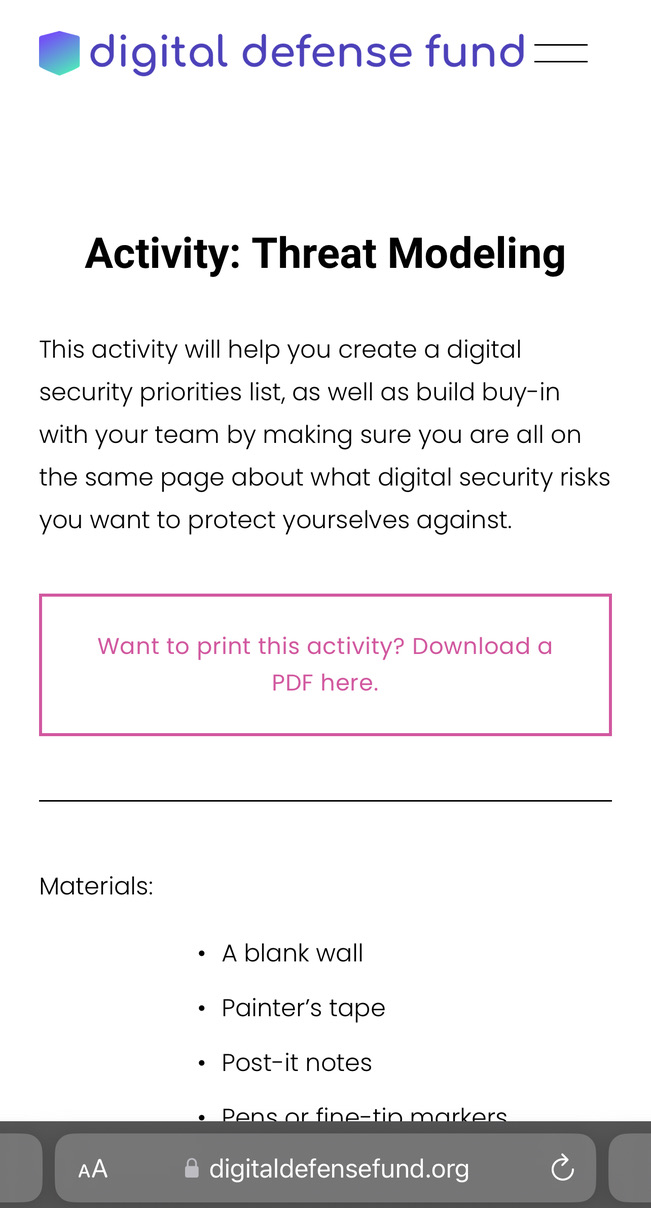 digital defense fund
Activity: Threat Modeling
This activity will help you create a digital
security priorities list, as well as build buy-in
with your team by making sure you are all on
the same page about what digital security risks
you want to protect yourselves against.
Want to print this activity? Download a
PDF here.
Materials:
• A blank wall
• Painter’s tape
• Post-it notes
• Pens or fine-tip markers
AA digitaldefensefund.org